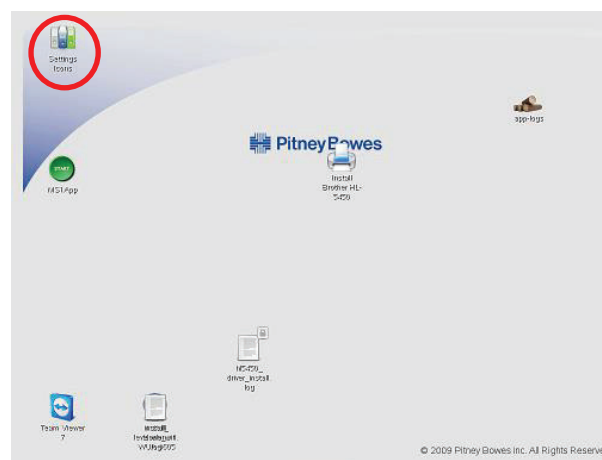 Settings
Icons
app-logs
Pitney Bowes
START
MS1App
Install
Brother HL-
5450
hl5450_
driver_install.
log
Team Viewer
7
© 2009 Pitney Bowes Inc. All Rights Reserve